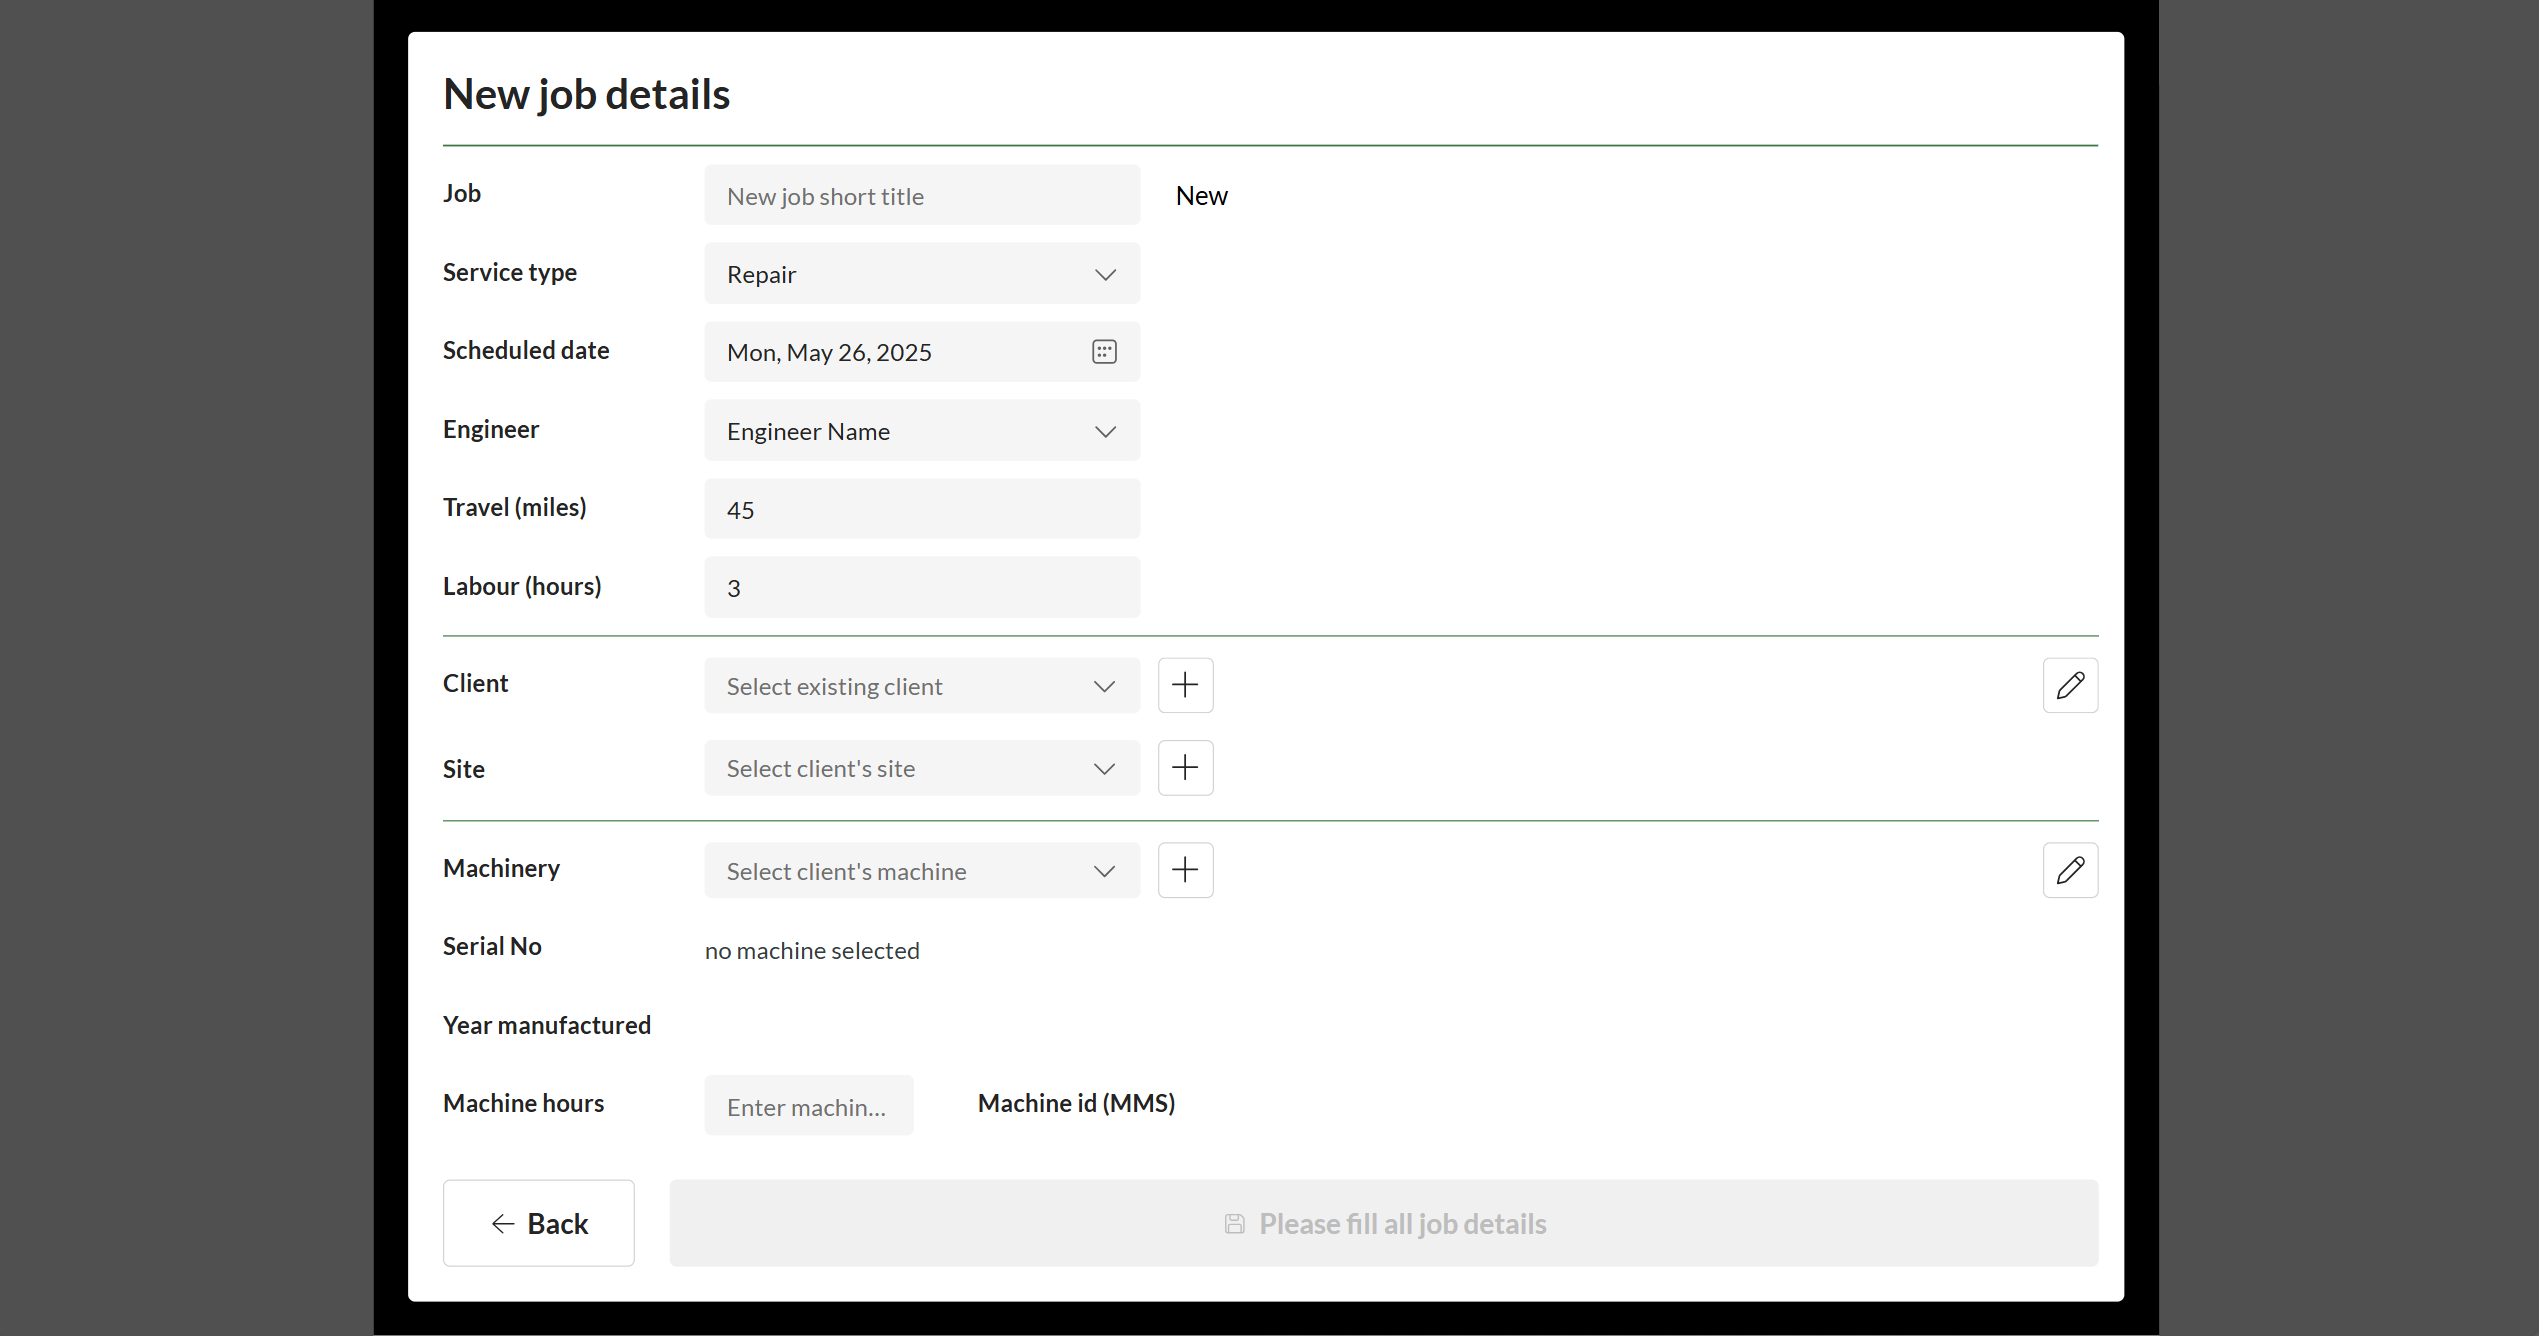 New job details
Job New job short title New
Service type Repair
Scheduled date Mon, May 26, 2025
Engineer Engineer Name
Travel (miles) 45
Labour (hours) 3
Client Select existing client
Site Select client's site
Machinery Select client's machine
Serial No no machine selected
Year manufactured
Machine hours Enter machin... Machine id (MMS)
Back Please fill all job details